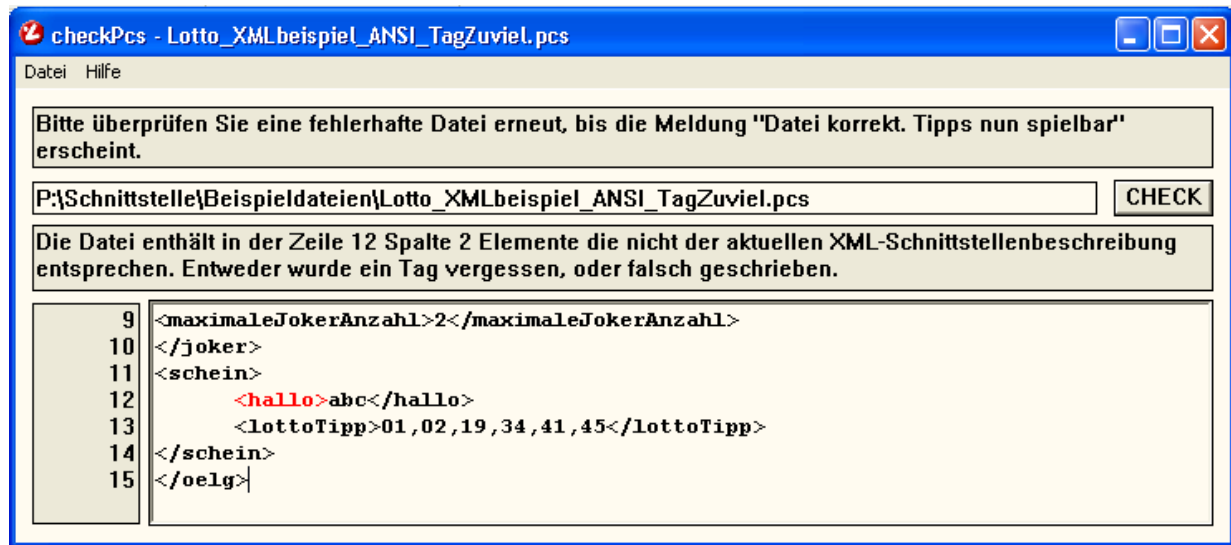 checkPcs - Lotto_XMLbeispiel_ANSI_TagZuviel.pcs
Datei Hilfe
Bitte überprüfen Sie eine fehlerhafte Datei erneut, bis die Meldung "Datei korrekt. Tipps nun spielbar"
erscheint.
P:\Schnittstelle\Beispieldateien\Lotto_XMLbeispiel_ANSI_TagZuviel.pcs CHECK
Die Datei enthält in der Zeile 12 Spalte 2 Elemente die nicht der aktuellen XML-Schnittstellenbeschreibung
entsprechen. Entweder wurde ein Tag vergessen, oder falsch geschrieben.
9 <maximaleJokerAnzahl>2</maximaleJokerAnzahl>
10 </joker>
11 <schein>
12 <hallo>abc</hallo>
13 <lottoTipp>01,02,19,34,41,45</lottoTipp>
14 </schein>
15 </oelg>